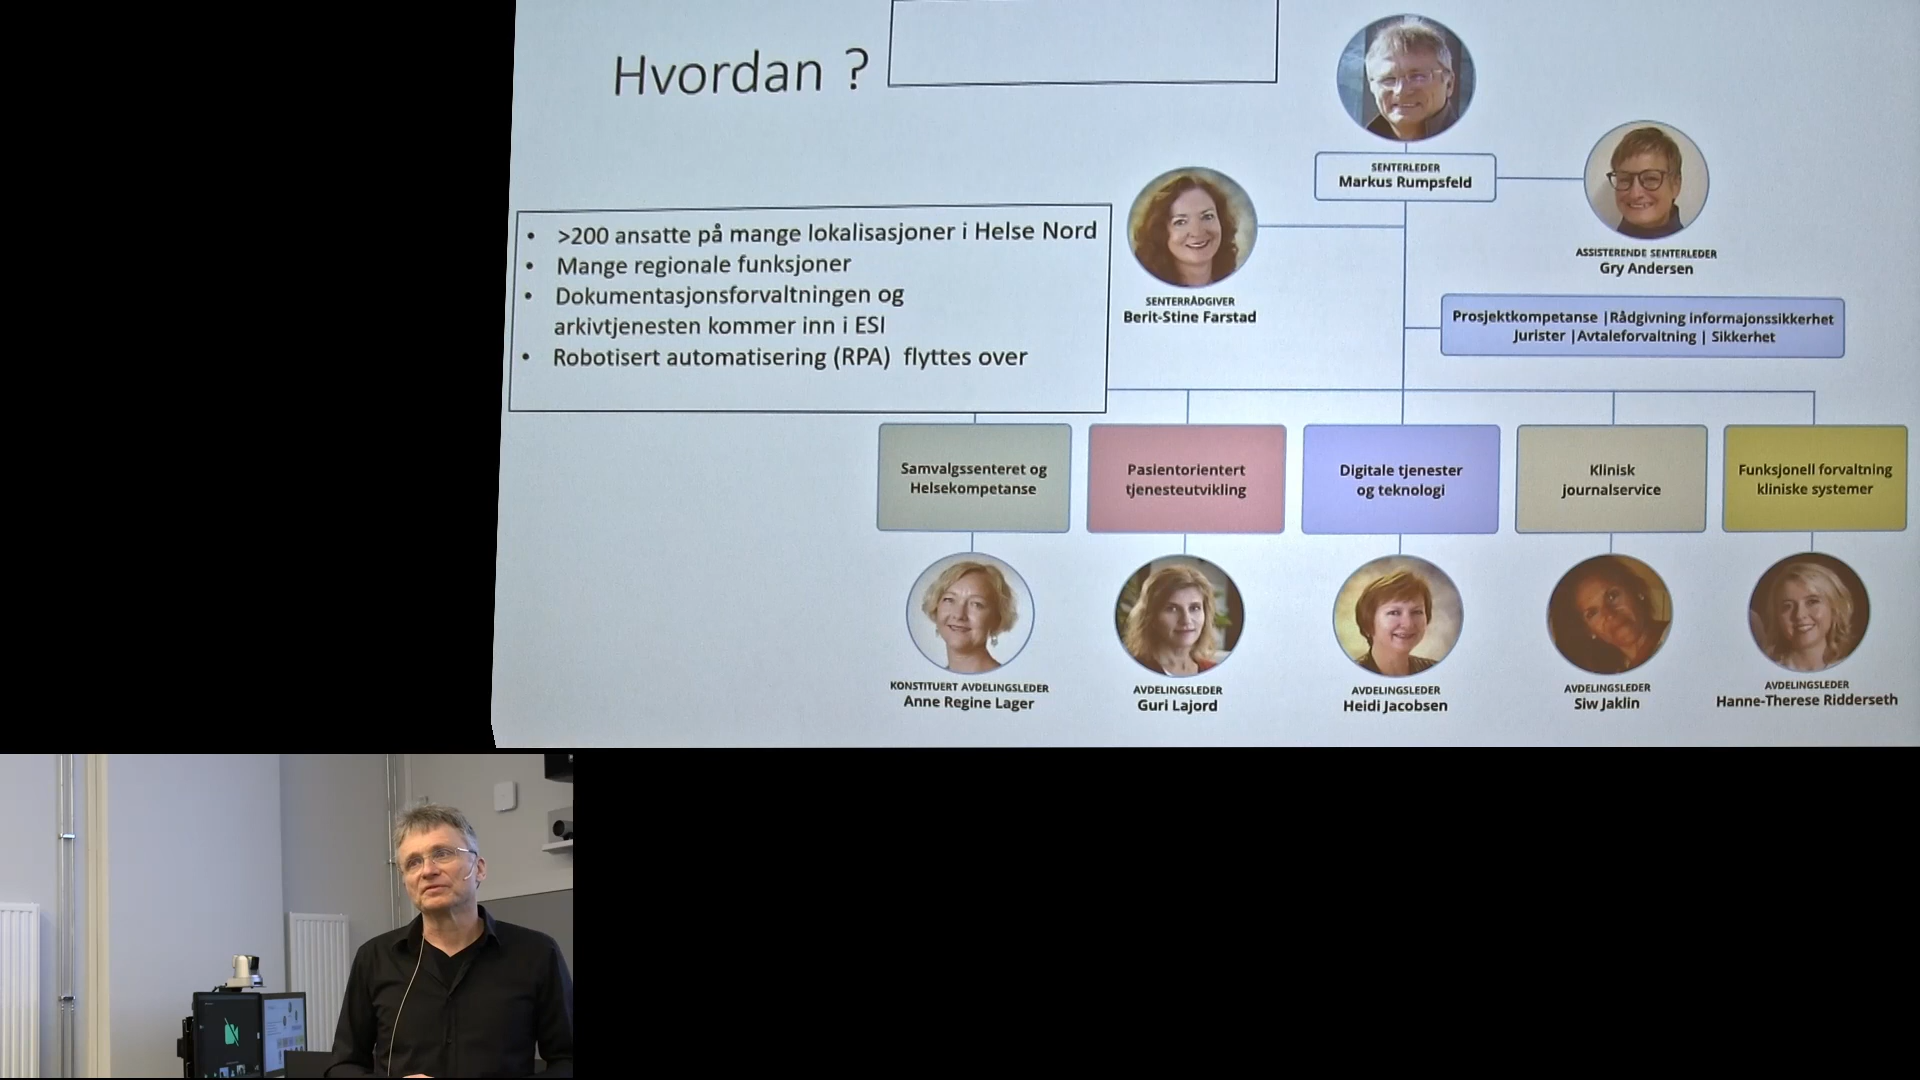 Hvordan ?
SENTERLEDER
Markus Rumpsfeld
ASSISTERENDE SENTERLEDER
Gry Andersen
SENTERRÅDGIVER
Berit-Stine Farstad
• >200 ansatte på mange lokalisasjoner i Helse Nord
• Mange regionale funksjoner
• Dokumentasjonsforvaltningen og
arkivtjenesten kommer inn i ESI
• Robotisert automatisering (RPA) flyttes over
Prosjektkompetanse |Rådgivning informajonssikkerhet
Jurister |Avtaleforvaltning | Sikkerhet
Samvalgssenteret og
Helsekompetanse
Pasientorientert
tjenesteutvikling
Digitale tjenester
og teknologi
Klinisk
journalservice
Funksjonell forvaltning
kliniske systemer
KONSTITUERT AVDELINGSLEDER
Anne Regine Lager
AVDELINGSLEDER
Guri Lajord
AVDELINGSLEDER
Heidi Jacobsen
AVDELINGSLEDER
Siw Jaklin
AVDELINGSLEDER
Hanne-Therese Ridderseth